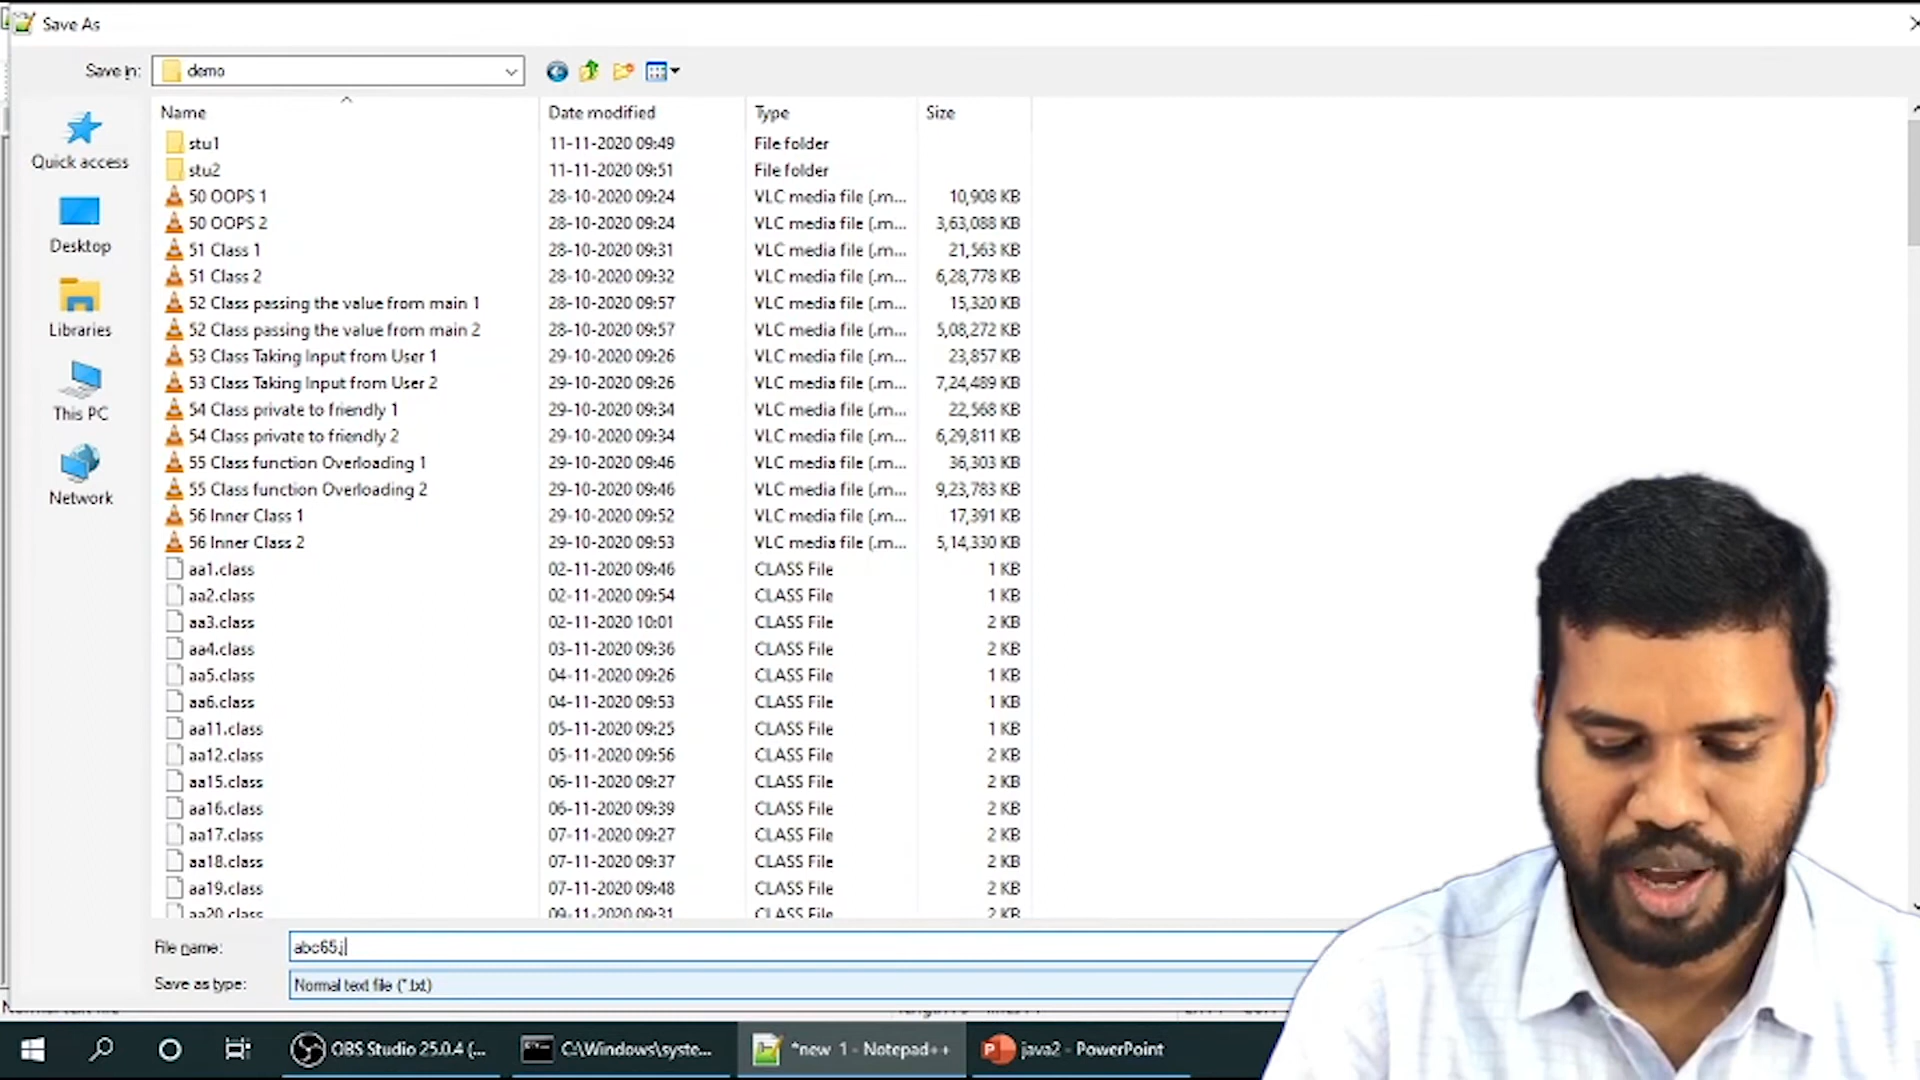 Save As
Save in: demo
Name Date modified Type Size
stu1 11-11-2020 09:49 File folder
stu2 11-11-2020 09:51 File folder
50 OOPS 1 28-10-2020 09:24 VLC media file (.m... 10,908 KB
50 OOPS 2 28-10-2020 09:24 VLC media file (.m... 3,63,088 KB
51 Class 1 28-10-2020 09:31 VLC media file (.m... 21,563 KB
51 Class 2 28-10-2020 09:32 VLC media file (.m... 6,28,778 KB
52 Class passing the value from main 1 28-10-2020 09:57 VLC media file (.m... 15,320 KB
52 Class passing the value from main 2 28-10-2020 09:57 VLC media file (.m... 5,08,272 KB
53 Class Taking Input from User 1 29-10-2020 09:26 VLC media file (.m... 23,857 KB
53 Class Taking Input from User 2 29-10-2020 09:26 VLC media file (.m... 7,24,489 KB
54 Class private to friendly 1 29-10-2020 09:34 VLC media file (.m... 22,568 KB
54 Class private to friendly 2 29-10-2020 09:34 VLC media file (.m... 6,29,811 KB
55 Class function Overloading 1 29-10-2020 09:46 VLC media file (.m... 36,303 KB
55 Class function Overloading 2 29-10-2020 09:46 VLC media file (.m... 9,23,783 KB
56 Inner Class 1 29-10-2020 09:52 VLC media file (.m... 17,391 KB
56 Inner Class 2 29-10-2020 09:53 VLC media file (.m... 5,14,330 KB
aa1.class 02-11-2020 09:46 CLASS File 1 KB
aa2.class 02-11-2020 09:54 CLASS File 1 KB
aa3.class 02-11-2020 10:01 CLASS File 2 KB
aa4.class 03-11-2020 09:36 CLASS File 2 KB
aa5.class 04-11-2020 09:26 CLASS File 1 KB
aa6.class 04-11-2020 09:53 CLASS File 1 KB
aa11.class 05-11-2020 09:25 CLASS File 1 KB
aa12.class 05-11-2020 09:56 CLASS File 2 KB
aa15.class 06-11-2020 09:27 CLASS File 2 KB
aa16.class 06-11-2020 09:39 CLASS File 2 KB
aa17.class 07-11-2020 09:27 CLASS File 2 KB
aa18.class 07-11-2020 09:37 CLASS File 2 KB
aa19.class 07-11-2020 09:48 CLASS File 2 KB
aa20.class 09-11-2020 09:31 CLASS File 2 KB
Quick access
Desktop
Libraries
This PC
Network
File name: abc65.j
Save as type: Normal text file (*.txt)
OBS Studio 25.0.4 (... C:\Windows\syste... *new 1 - Notepad++ java2 - PowerPoint